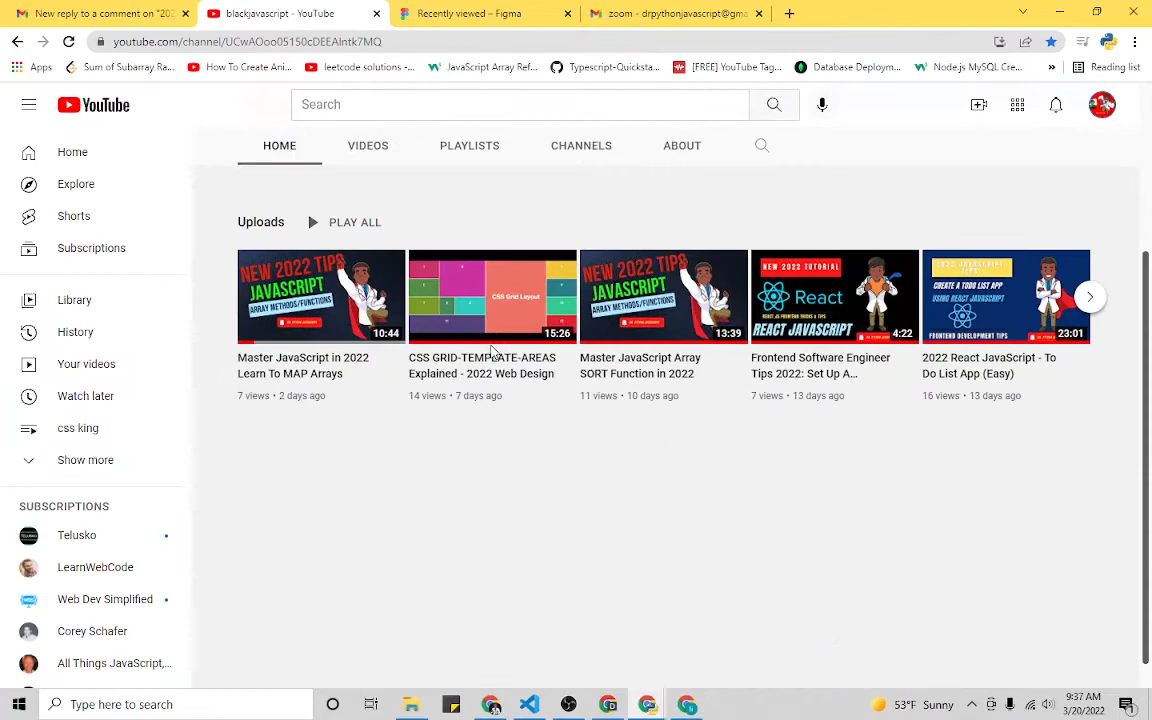 New reply to a comment on "202
blackjavascript - YouTube
Recently viewed – Figma
zoom - drpythonjavascript@gma
youtube.com/channel/UCwAOoo05150cDEEAIntk7MQ
Apps
Sum of Subarray Ra...
How To Create Ani...
leetcode solutions -...
JavaScript Array Ref...
Typescript-Quicksta...
[FREE] YouTube Tag...
Database Deploym...
Node.js MySQL Cre...
»
Reading list
YouTube
Search
HOME
VIDEOS
PLAYLISTS
CHANNELS
ABOUT
Home
Explore
Shorts
Subscriptions
Library
History
Your videos
Watch later
css king
Show more
SUBSCRIPTIONS
Telusko
LearnWebCode
Web Dev Simplified
Corey Schafer
All Things JavaScript,...
Uploads
PLAY ALL
NEW 2022 TIPS
JAVASCRIPT
ARRAY METHODS/FUNCTIONS
10:44
Master JavaScript in 2022
Learn To MAP Arrays
7 views • 2 days ago
CSS Grid Layout
15:26
CSS GRID-TEMPLATE-AREAS
Explained - 2022 Web Design
14 views • 7 days ago
NEW 2022 TIPS
JAVASCRIPT
ARRAY METHODS/FUNCTIONS
13:39
Master JavaScript Array
SORT Function in 2022
11 views • 10 days ago
NEW 2022 TUTORIAL
React
REACT JS FRONTEND TRICKS & TIPS
REACT JAVASCRIPT
4:22
Frontend Software Engineer
Tips 2022: Set Up A...
7 views • 13 days ago
2022 JAVASCRIPT
TIPS
CREATE A TODO LIST APP
USING REACT JAVASCRIPT
FRONTEND DEVELOPMENT TIPS
23:01
2022 React JavaScript - To
Do List App (Easy)
16 views • 13 days ago
Type here to search
53°F Sunny
9:37 AM
3/20/2022